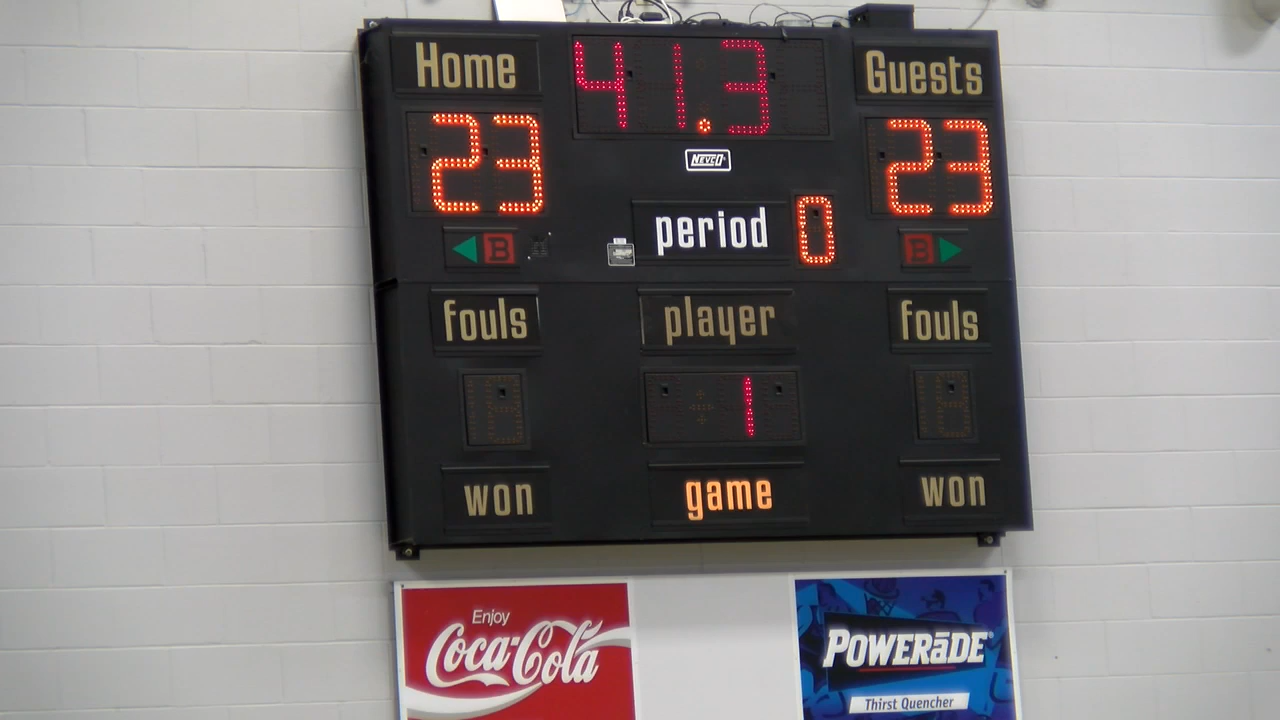 Home 41.3 Guests
23 23
NEVCO
period 0
B B
fouls player fouls
1
won game won
Enjoy
Coca-Cola
POWERāDE®
Thirst Quencher